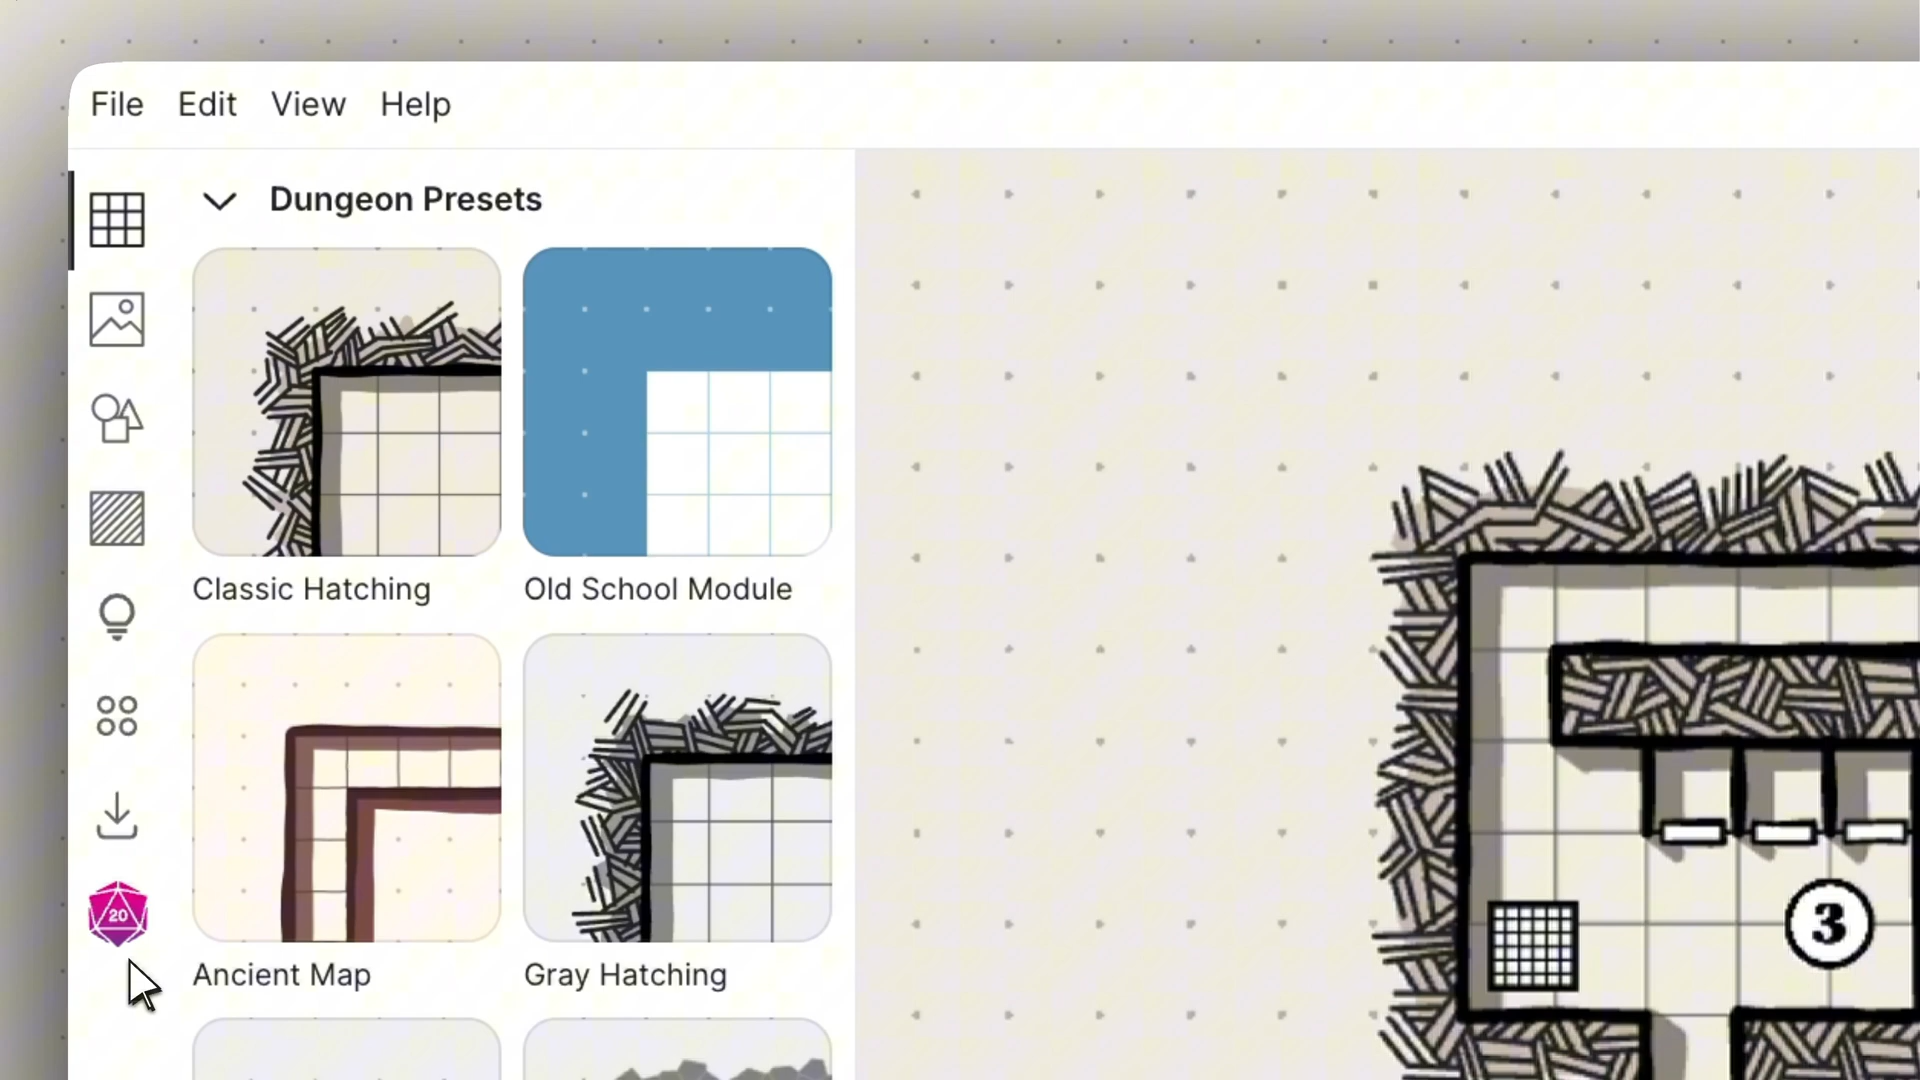 File Edit View Help
Dungeon Presets
Classic Hatching
Old School Module
Ancient Map
Gray Hatching
20
3